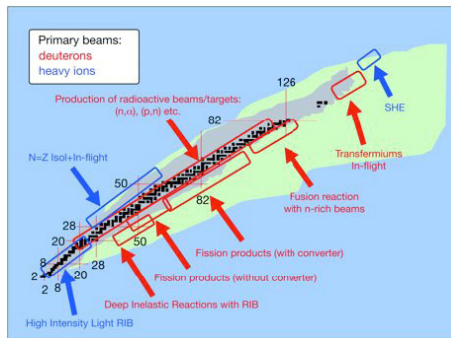 Primary beams:
deuterons
heavy ions
126
Production of radioactive beams/targets:
(n,α), (p,n) etc.
SHE
82
Transfermiums
In-flight
N=Z Isol+In-flight
50
Fusion reaction
with n-rich beams
82
28
20
50
Fission products (with converter)
8
28
2
20
Fission products (without converter)
8
2
Deep Inelastic Reactions with RIB
High Intensity Light RIB